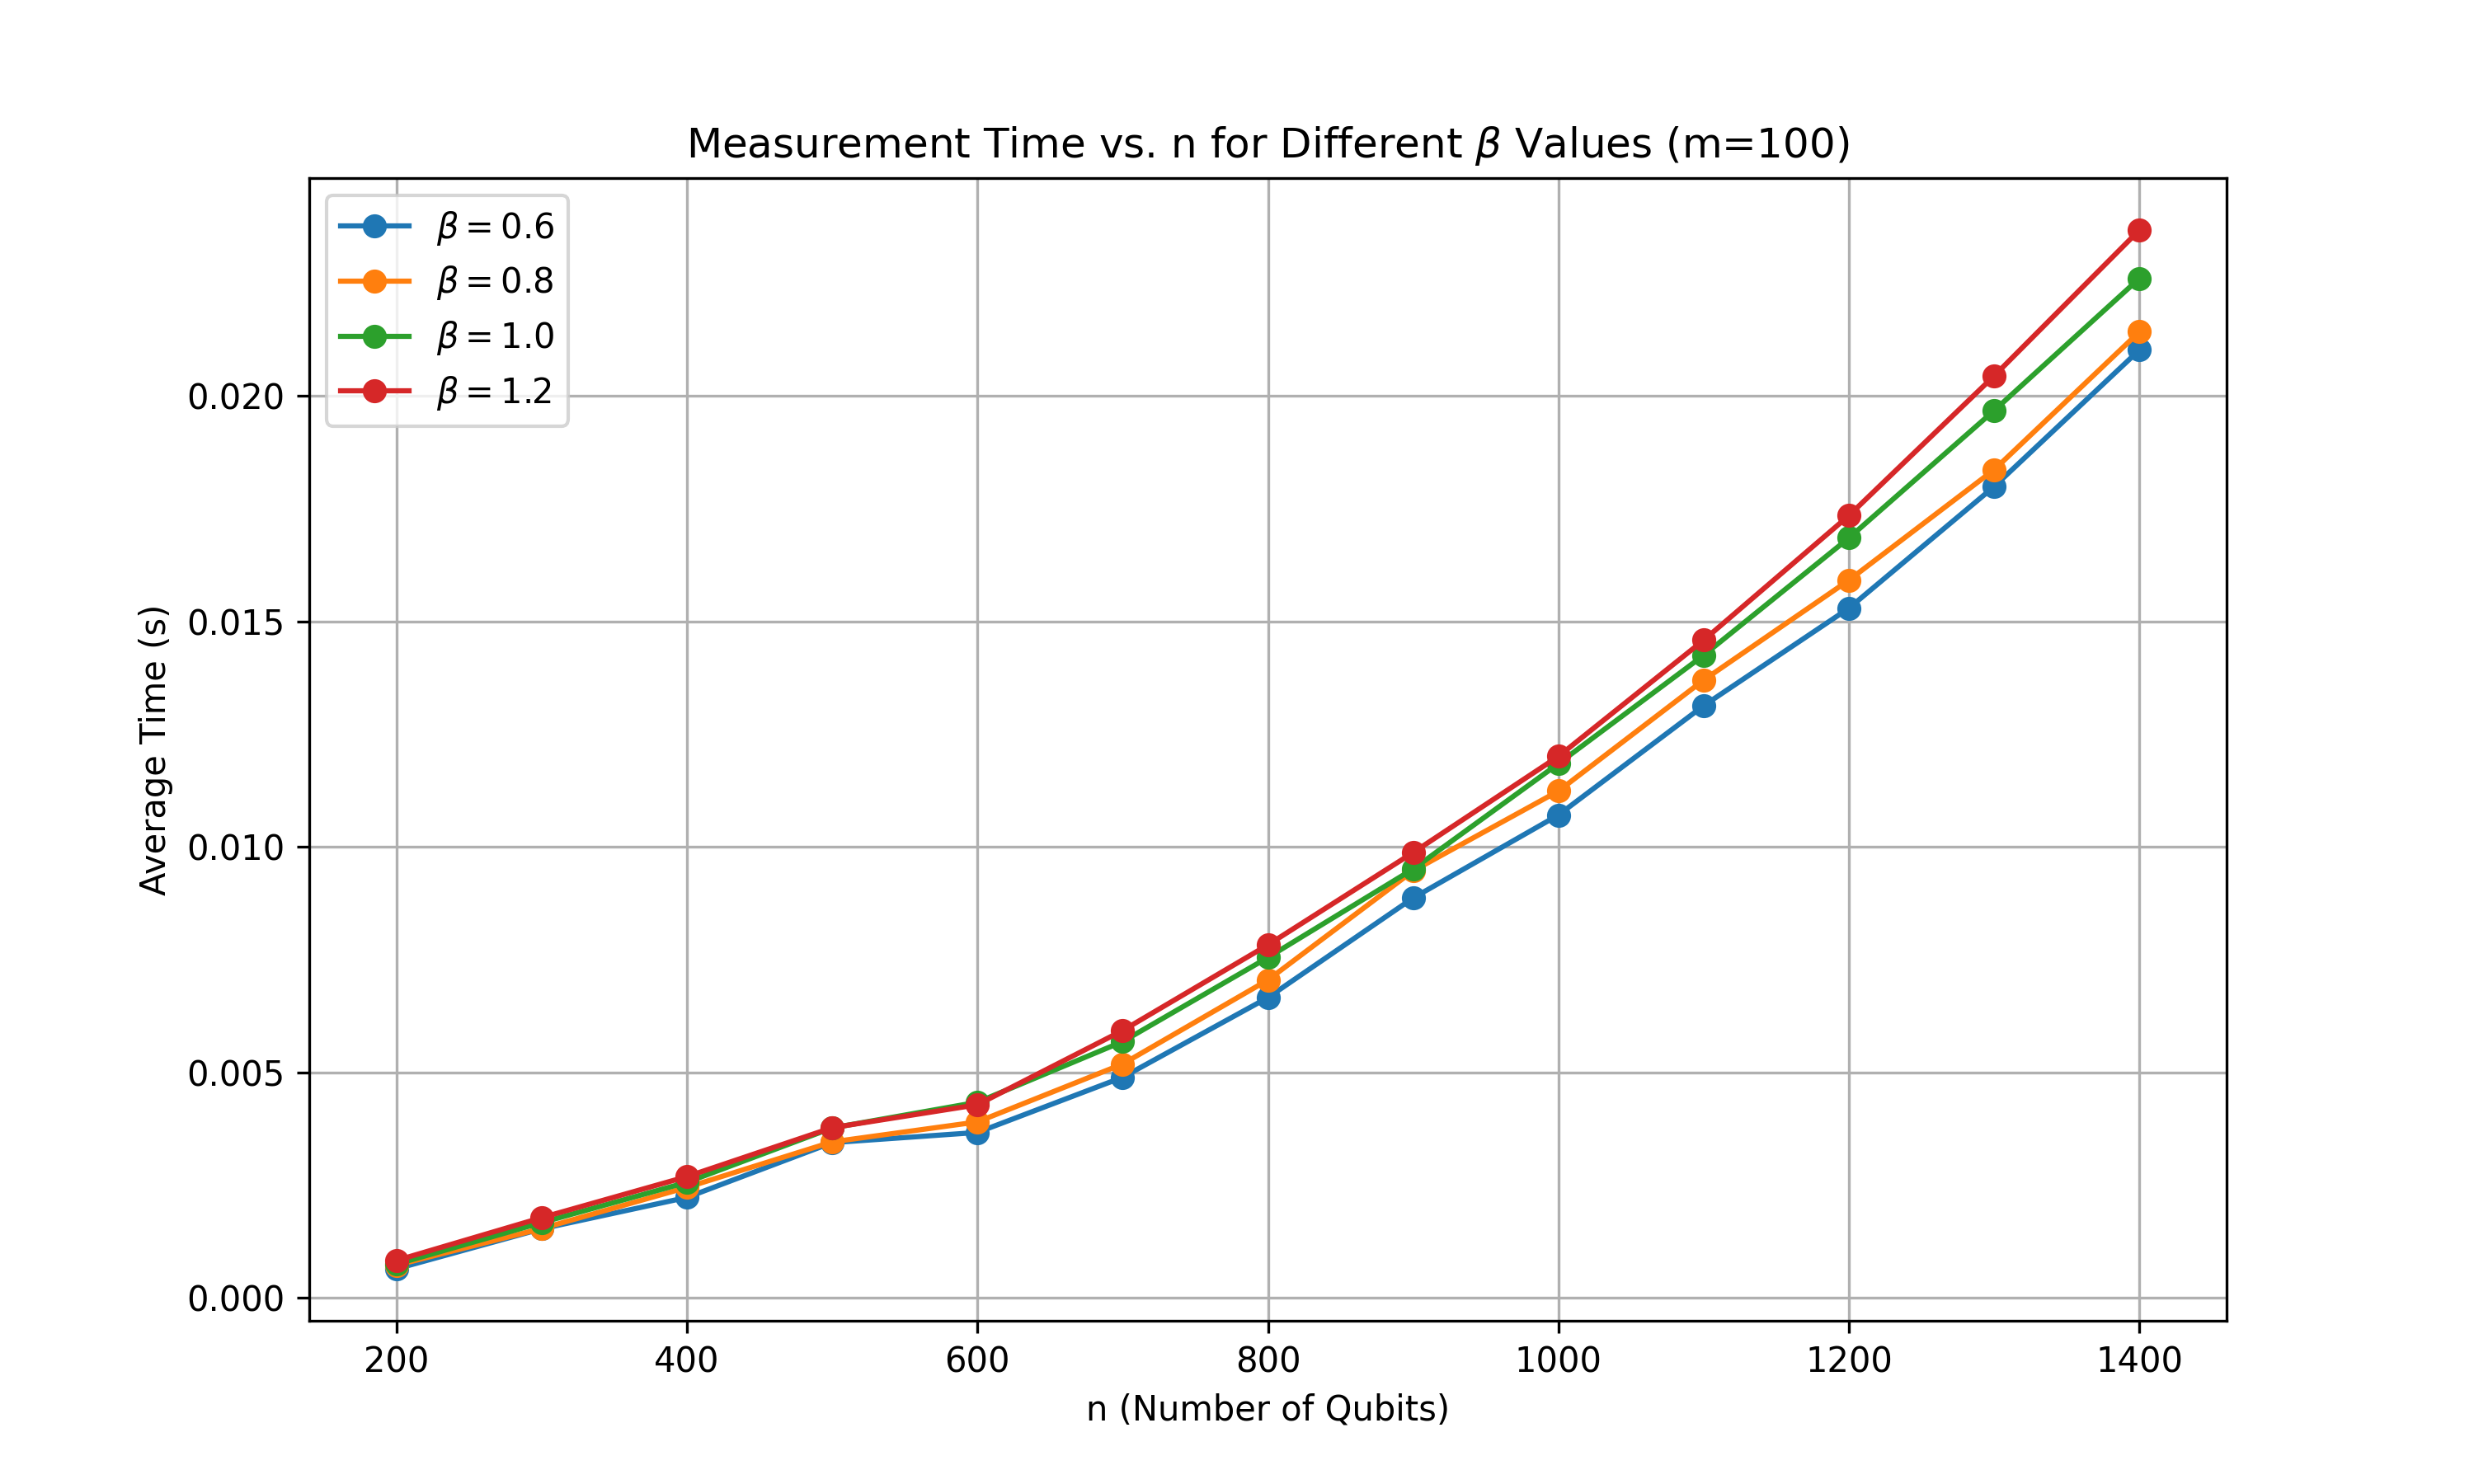 Measurement Time vs. n for Different β Values (m=100)
β = 0.6
β = 0.8
β = 1.0
β = 1.2
Average Time (s)
0.020
0.015
0.010
0.005
0.000
200 400 600 800 1000 1200 1400
n (Number of Qubits)